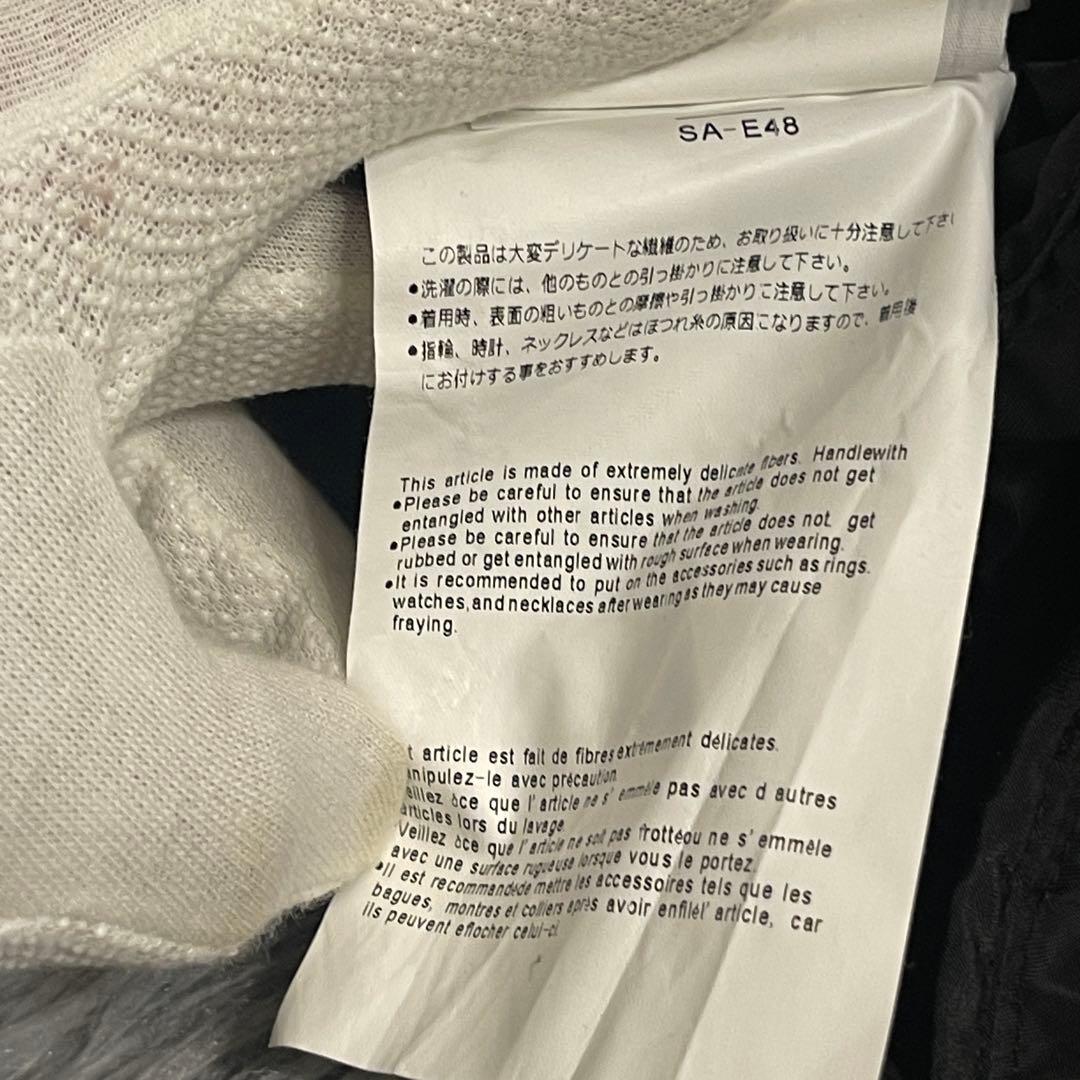 SA-E48
この製品は大変デリケートな繊維のため、お取り扱いに十分注意して下さい
●洗濯の際には、他のものとの引っ掛かりに注意して下さい。
●着用時、表面の粗いものとの摩擦や引っ掛かりに注意して下さい。
●指輪、時計、ネックレスなどはほつれ糸の原因になりますので、着用後
にお付けする事をおすすめします。
This article is made of extremely delicate fibers. Handlewith
●Please be careful to ensure that the article does not get
entangled with other articles when washing.
●Please be careful to ensure that the article does not get
rubbed or get entangled with rough surface when wearing.
●It is recommended to put on the accessories such as rings.
watches,and necklaces after wearing as they may cause
fraying.
t article est fait de fibres extrêmement délicates.
nipulez-le avec précaution
eillez àce que l'article ne s' emmêle pas avec d autres
articles lors du lavage
Veillez àce que l'article ne soit pas frottéou ne s' emmêle
avec une surface rugueuse lorsque vous le portez.
●Il est recommandéde mettre les accessoires tels que les
bagues, montres et colliers après avoir enfilél' article, car
ils peuvent effocher celui-ci.